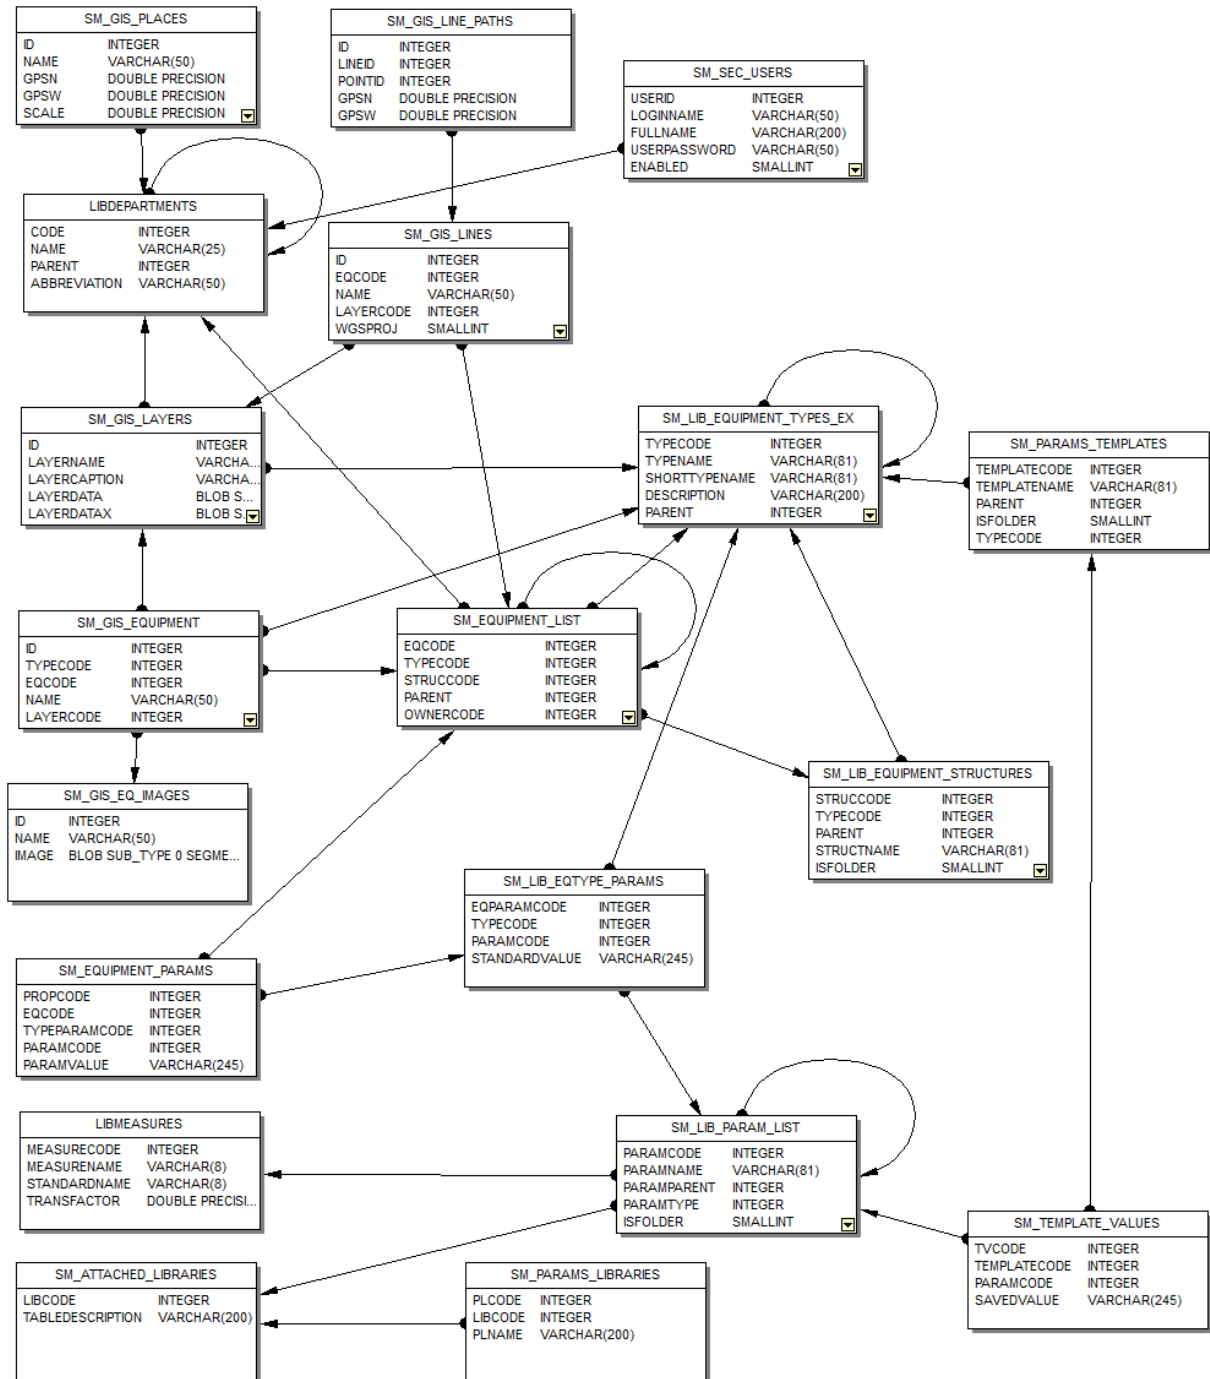 SM_GIS_PLACES
ID INTEGER
NAME VARCHAR(50)
GPSN DOUBLE PRECISION
GPSW DOUBLE PRECISION
SCALE DOUBLE PRECISION
SM_GIS_LINE_PATHS
ID INTEGER
LINEID INTEGER
POINTID INTEGER
GPSN DOUBLE PRECISION
GPSW DOUBLE PRECISION
SM_SEC_USERS
USERID INTEGER
LOGINNAME VARCHAR(50)
FULLNAME VARCHAR(200)
USERPASSWORD VARCHAR(50)
ENABLED SMALLINT
LIBDEPARTMENTS
CODE INTEGER
NAME VARCHAR(25)
PARENT INTEGER
ABBREVIATION VARCHAR(50)
SM_GIS_LINES
ID INTEGER
EQCODE INTEGER
NAME VARCHAR(50)
LAYERCODE INTEGER
WGSPROJ SMALLINT
SM_GIS_LAYERS
ID INTEGER
LAYERNAME VARCHA...
LAYERCAPTION VARCHA...
LAYERDATA BLOB S...
LAYERDATAX BLOB S...
SM_LIB_EQUIPMENT_TYPES_EX
TYPECODE INTEGER
TYPENAME VARCHAR(81)
SHORTTYPENAME VARCHAR(81)
DESCRIPTION VARCHAR(200)
PARENT INTEGER
SM_PARAMS_TEMPLATES
TEMPLATECODE INTEGER
TEMPLATENAME VARCHAR(81)
PARENT INTEGER
ISFOLDER SMALLINT
TYPECODE INTEGER
SM_GIS_EQUIPMENT
ID INTEGER
TYPECODE INTEGER
EQCODE INTEGER
NAME VARCHAR(50)
LAYERCODE INTEGER
SM_EQUIPMENT_LIST
EQCODE INTEGER
TYPECODE INTEGER
STRUCCODE INTEGER
PARENT INTEGER
OWNERCODE INTEGER
SM_LIB_EQUIPMENT_STRUCTURES
STRUCCODE INTEGER
TYPECODE INTEGER
PARENT INTEGER
STRUCTNAME VARCHAR(81)
ISFOLDER SMALLINT
SM_GIS_EQ_IMAGES
ID INTEGER
NAME VARCHAR(50)
IMAGE BLOB SUB_TYPE 0 SEGME...
SM_LIB_EQTYPE_PARAMS
EQPARAMCODE INTEGER
TYPECODE INTEGER
PARAMCODE INTEGER
STANDARDVALUE VARCHAR(245)
SM_EQUIPMENT_PARAMS
PROPCODE INTEGER
EQCODE INTEGER
TYPEPARAMCODE INTEGER
PARAMCODE INTEGER
PARAMVALUE VARCHAR(245)
LIBMEASURES
MEASURECODE INTEGER
MEASURENAME VARCHAR(8)
STANDARDNAME VARCHAR(8)
TRANSFACTOR DOUBLE PRECISI...
SM_LIB_PARAM_LIST
PARAMCODE INTEGER
PARAMNAME VARCHAR(81)
PARAMPARENT INTEGER
PARAMTYPE INTEGER
ISFOLDER SMALLINT
SM_TEMPLATE_VALUES
TVCODE INTEGER
TEMPLATECODE INTEGER
PARAMCODE INTEGER
SAVEDVALUE VARCHAR(245)
SM_ATTACHED_LIBRARIES
LIBCODE INTEGER
TABLEDESCRIPTION VARCHAR(200)
SM_PARAMS_LIBRARIES
PLCODE INTEGER
LIBCODE INTEGER
PLNAME VARCHAR(200)